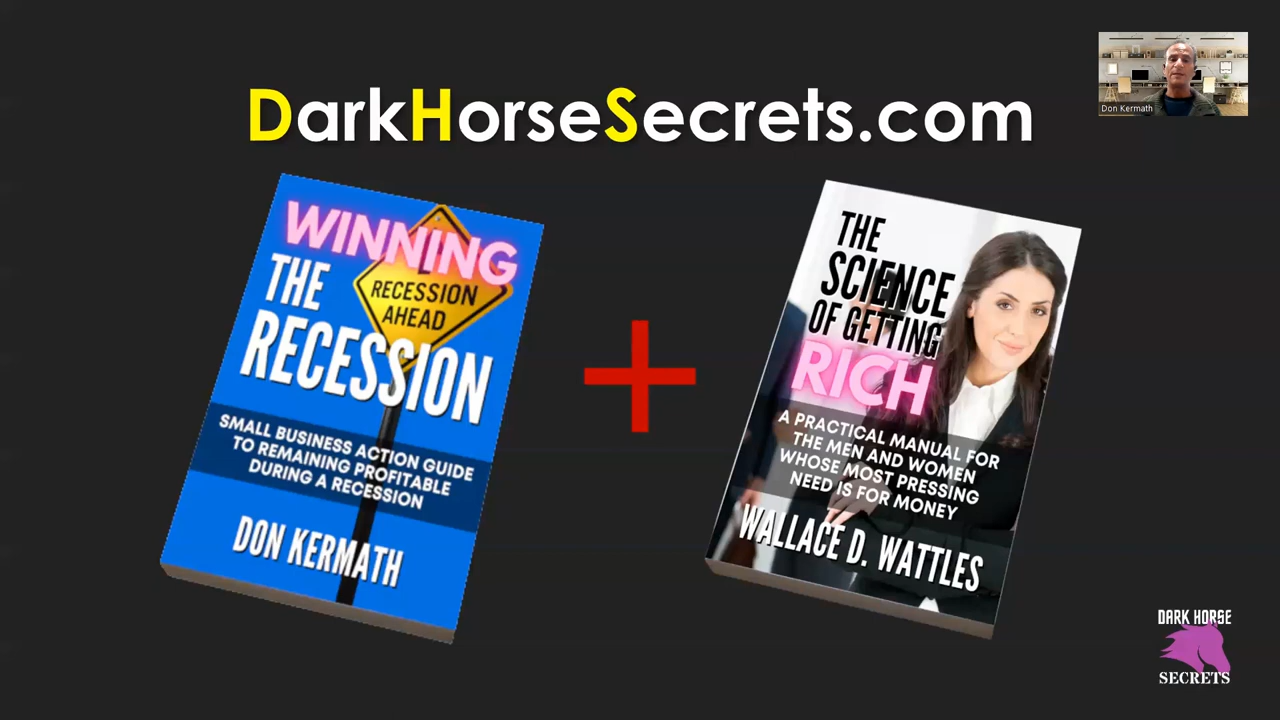 DarkHorseSecrets.com
Don Kermath
WINNING
THE
RECESSION
RECESSION
AHEAD
SMALL BUSINESS ACTION GUIDE
TO REMAINING PROFITABLE
DURING A RECESSION
DON KERMATH
+
THE
SCIENCE
OF GETTING
RICH
A PRACTICAL MANUAL FOR
THE MEN AND WOMEN
WHOSE MOST PRESSING
NEED IS FOR MONEY
WALLACE D. WATTLES
DARK HORSE
SECRETS